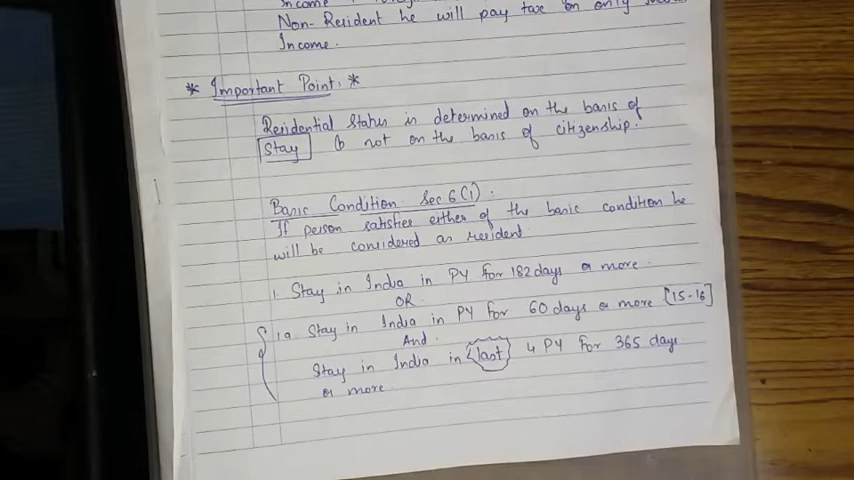 Income
Non-Resident he will pay tax on only
Income.
* Important Point: *
Residential Status is determined on the basis of
Stay & not on the basis of citizenship.
Basic Condition Sec 6(1).
If person satisfies either of the basic condition he
will be considered as resident
1. Stay in India in PY for 182 days or more.
OR
1a Stay in India in PY for 60 days or more [15-16]
And.
Stay in India in last 4 PY for 365 days
or more.